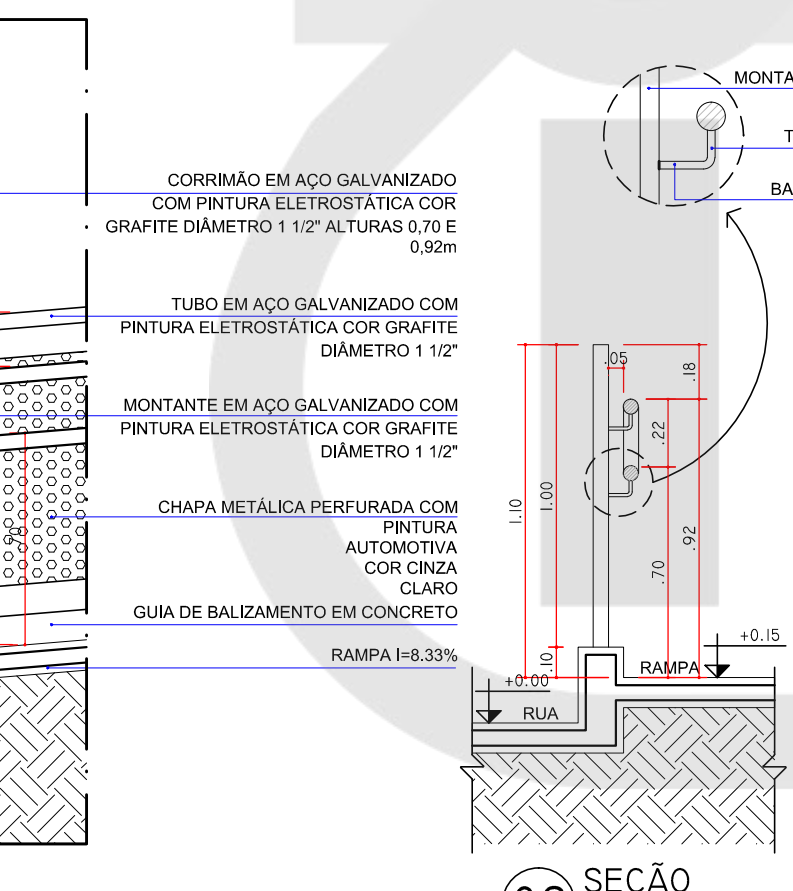 MONTA
T
BA
CORRIMÃO EM AÇO GALVANIZADO
COM PINTURA ELETROSTÁTICA COR
GRAFITE DIÂMETRO 1 1/2" ALTURAS 0,70 E
0,92m
TUBO EM AÇO GALVANIZADO COM
PINTURA ELETROSTÁTICA COR GRAFITE
DIÂMETRO 1 1/2"
MONTANTE EM AÇO GALVANIZADO COM
PINTURA ELETROSTÁTICA COR GRAFITE
DIÂMETRO 1 1/2"
CHAPA METÁLICA PERFURADA COM
PINTURA
AUTOMOTIVA
COR CINZA
CLARO
GUIA DE BALIZAMENTO EM CONCRETO
RAMPA I=8.33%
.70
.05
.18
.22
1.10
1.00
.92
.70
.10
+0.15
RAMPA
+0.00
RUA
SEÇÃO